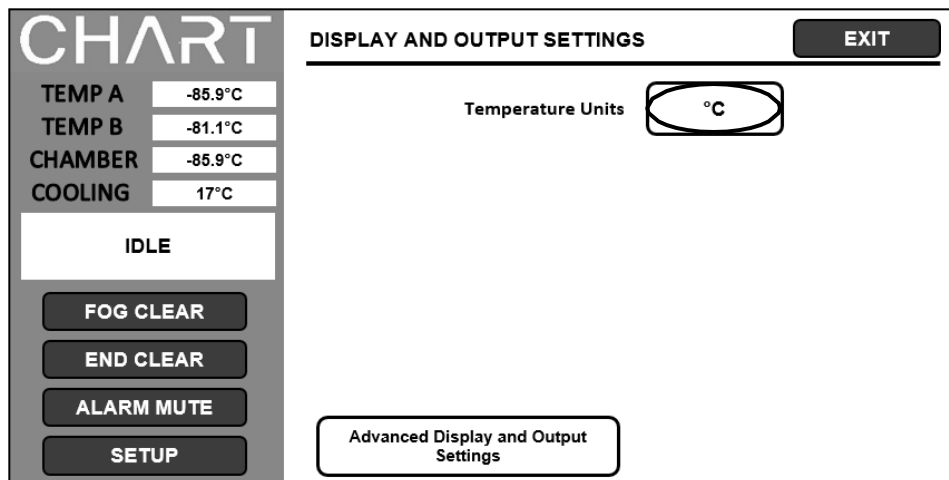 CHART
DISPLAY AND OUTPUT SETTINGS
EXIT
TEMP A -85.9°C
TEMP B -81.1°C
CHAMBER -85.9°C
COOLING 17°C
IDLE
FOG CLEAR
END CLEAR
ALARM MUTE
SETUP
Temperature Units °C
Advanced Display and Output
Settings